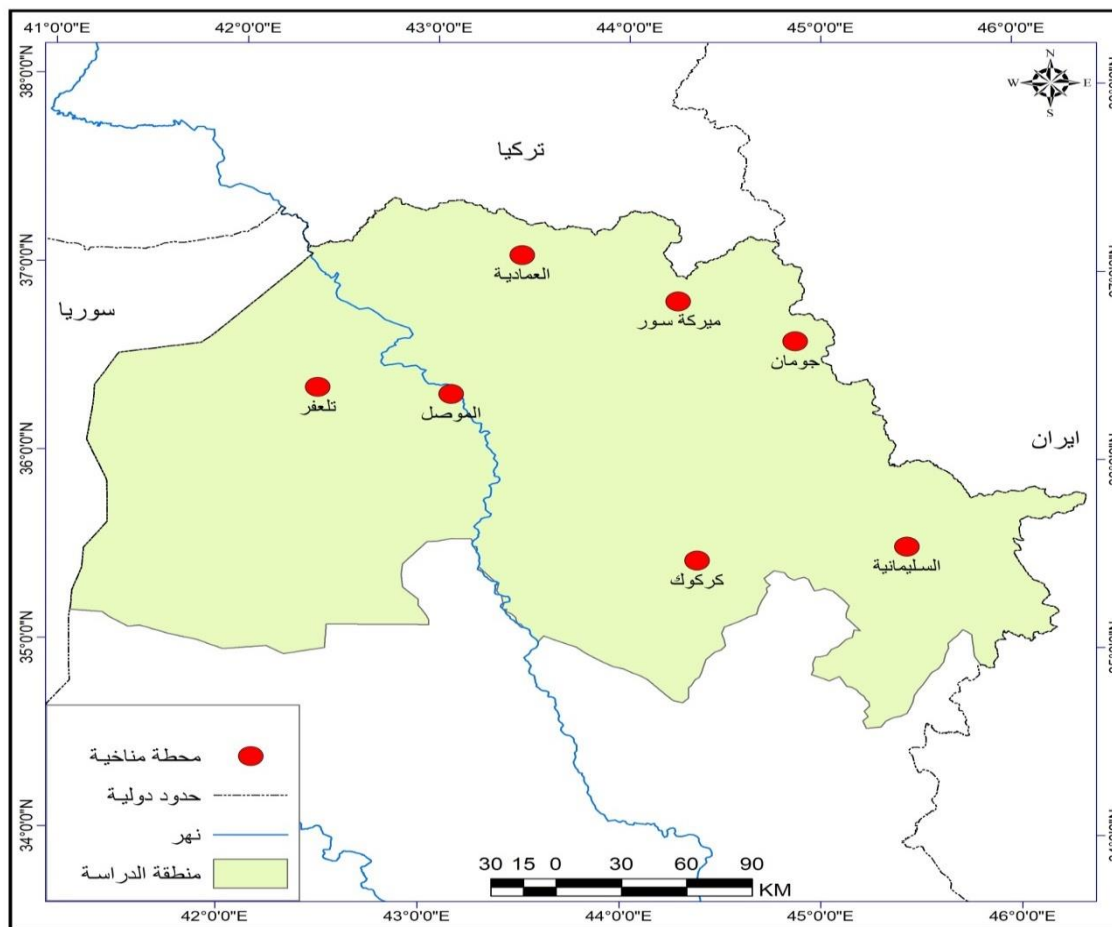 41°0'0"E 42°0'0"E 43°0'0"E 44°0'0"E 45°0'0"E 46°0'0"E
38°0'0"N
N
W E
S
تركيا
37°0'0"N
العمادية
ميركة سور
سوريا
جومان
تلعفر
الموصل
36°0'0"N
ايران
كركوك
السليمانية
35°0'0"N
محطة مناخية
حدود دولية
نهر
منطقة الدراسة
34°0'0"N
30 15 0 30 60 90
KM
42°0'0"E 43°0'0"E 44°0'0"E 45°0'0"E 46°0'0"E